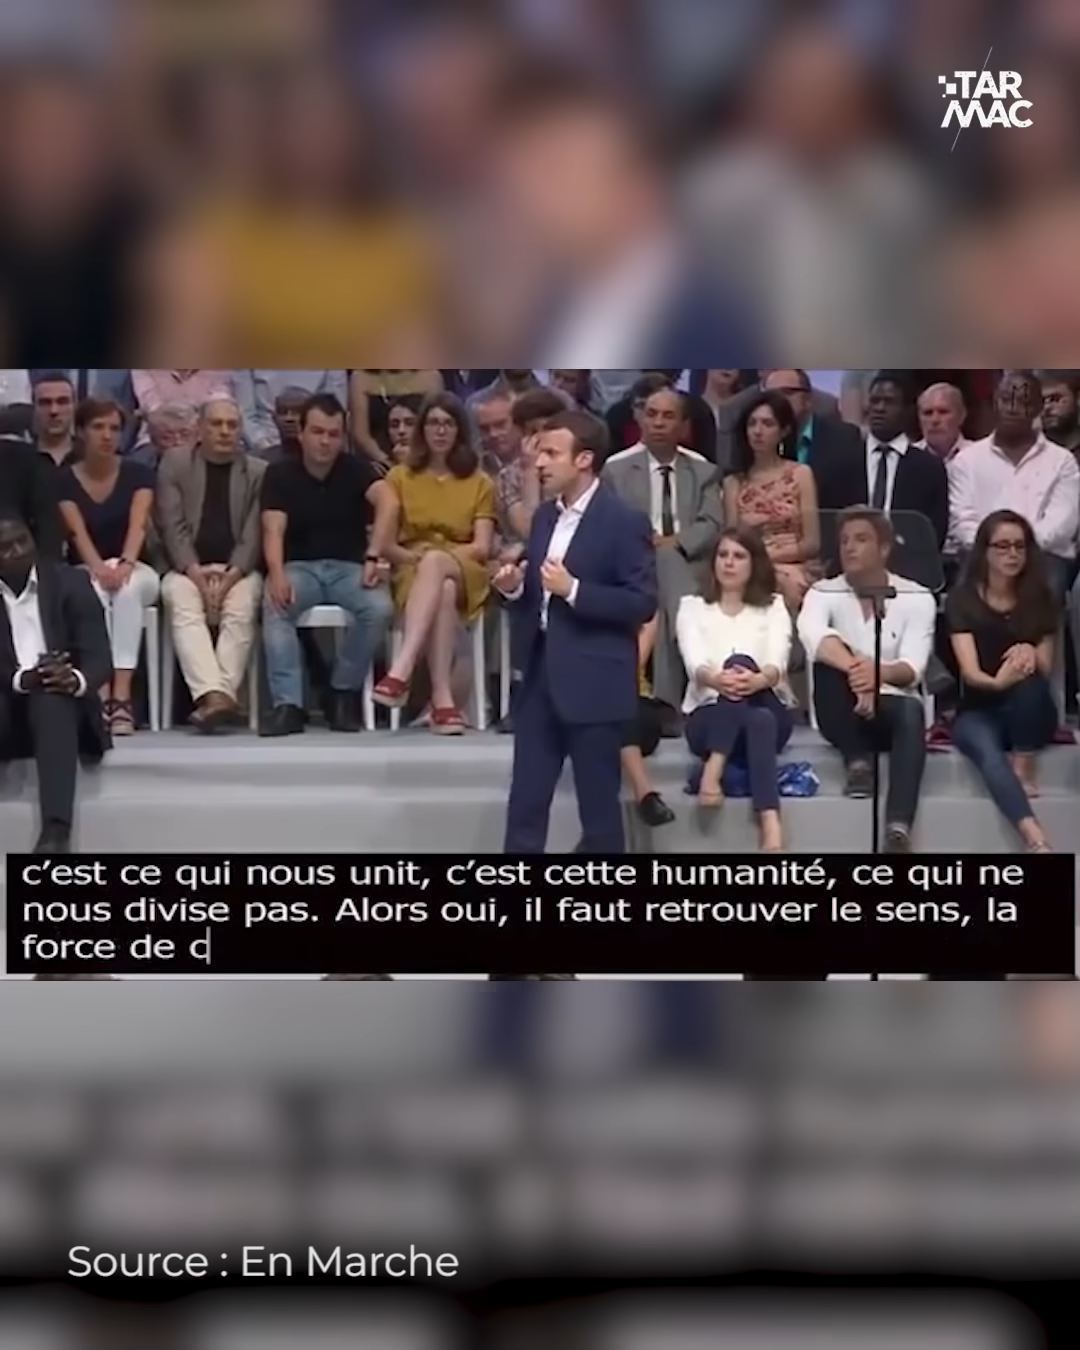 TAR
MAC
c'est ce qui nous unit, c'est cette humanité, ce qui ne
nous divise pas. Alors oui, il faut retrouver le sens, la
force de c
Source : En Marche